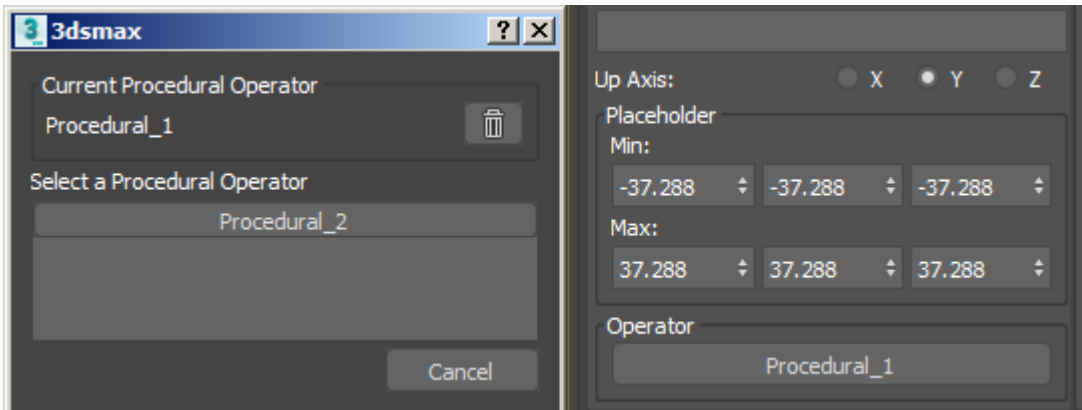 3dsmax
Current Procedural Operator
Procedural_1
Select a Procedural Operator
Procedural_2
Cancel
Up Axis: X Y Z
Placeholder
Min:
-37.288 -37.288 -37.288
Max:
37.288 37.288 37.288
Operator
Procedural_1